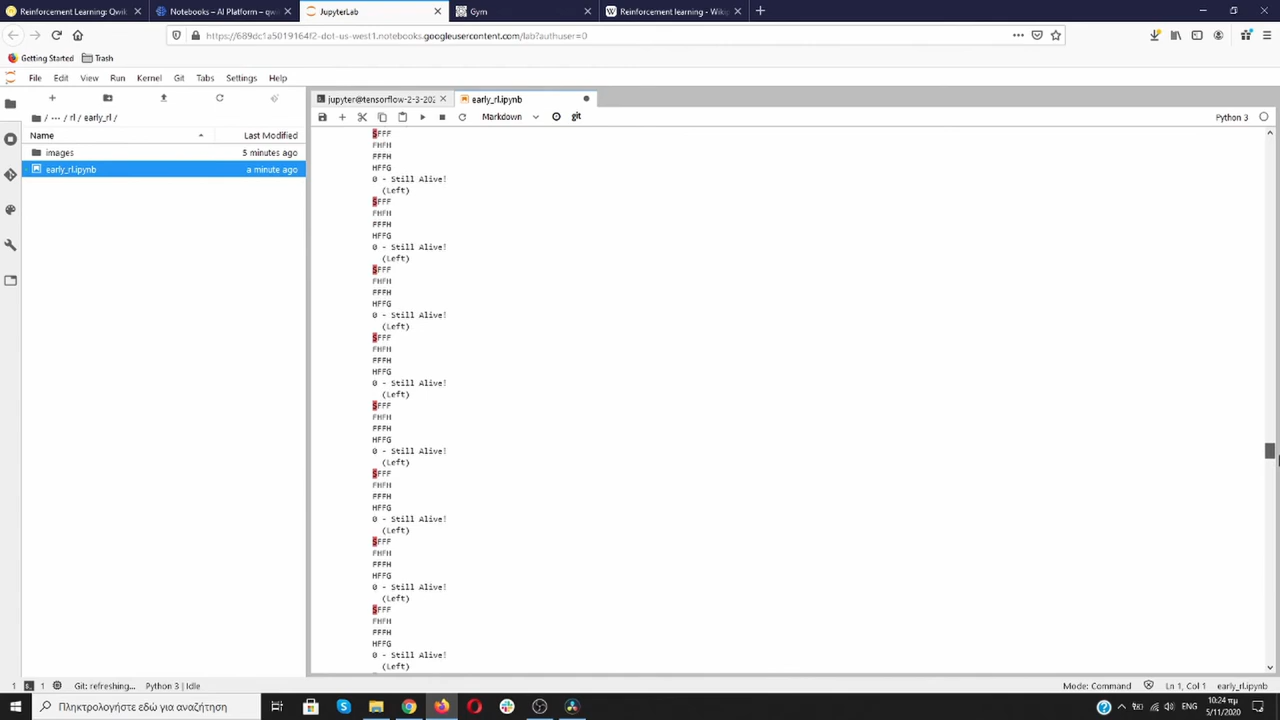 Reinforcement Learning: Qwik
Notebooks – AI Platform – qw
JupyterLab
Gym
Reinforcement learning - Wik
https://689dc1a5019164f2-dot-us-west1.notebooks.googleusercontent.com/lab?authuser=0
Getting Started
Trash
File Edit View Run Kernel Git Tabs Settings Help
jupyter@tensorflow-2-3-202
early_rl.ipynb
/ ··· / rl / early_rl /
Markdown
git
Python 3
Name
Last Modified
images
5 minutes ago
early_rl.ipynb
a minute ago
SFFF
FHFH
FFFH
HFFG
0 - Still Alive!
(Left)
SFFF
FHFH
FFFH
HFFG
0 - Still Alive!
(Left)
SFFF
FHFH
FFFH
HFFG
0 - Still Alive!
(Left)
SFFF
FHFH
FFFH
HFFG
0 - Still Alive!
(Left)
SFFF
FHFH
FFFH
HFFG
0 - Still Alive!
(Left)
SFFF
FHFH
FFFH
HFFG
0 - Still Alive!
(Left)
SFFF
FHFH
FFFH
HFFG
0 - Still Alive!
(Left)
SFFF
FHFH
FFFH
HFFG
0 - Still Alive!
(Left)
1
1
Git: refreshing...
Python 3 | Idle
Mode: Command
Ln 1, Col 1
early_rl.ipynb
Πληκτρολογήστε εδώ για αναζήτηση
10:24 πμ
5/11/2020